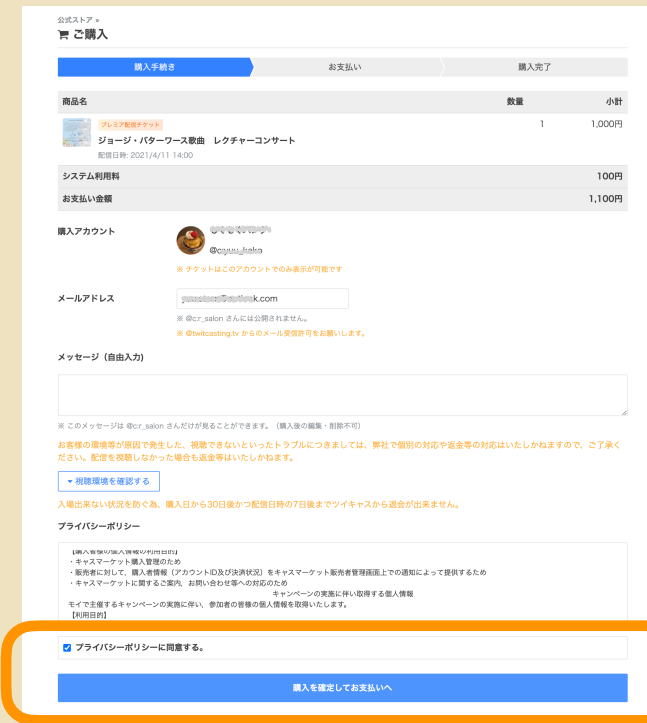 公式ストア »
ご購入
購入手続き お支払い 購入完了
商品名 数量 小計
プレミア配信チケット 1 1,000円
ジョージ・バターワース歌曲 レクチャーコンサート
配信日時: 2021/4/11 14:00
システム利用料 100円
お支払い金額 1,100円
購入アカウント
※ チケットはこのアカウントでのみ表示が可能です
メールアドレス k.com
※ @c:r_salon さんには公開されません。
※ @twitcasting.tv からのメール受信許可をお願いします。
メッセージ（自由入力)
※ このメッセージは @c:r_salon さんだけが見ることができます。（購入後の編集・削除不可）
お客様の環境等が原因で発生した、視聴できないといったトラブルにつきましては、弊社で個別の対応や返金等の対応はいたしかねますので、ご了承く
ださい。配信を視聴しなかった場合も返金等はいたしかねます。
視聴環境を確認する
入場出来ない状況を防ぐ為、購入日から30日後かつ配信日時の7日後までツイキャスから退会が出来ません。
プライバシーポリシー
【購入者様の個人情報の利用目的】
・キャスマーケット購入管理のため
・販売者に対して、購入者情報（アカウントID及び決済状況）をキャスマーケット販売者管理画面上での通知によって提供するため
・キャスマーケットに関するご案内、お問い合わせ等への対応のため
キャンペーンの実施に伴い取得する個人情報
モイで主催するキャンペーンの実施に伴い、参加者の皆様の個人情報を取得いたします。
【利用目的】
プライバシーポリシーに同意する。
購入を確定してお支払いへ